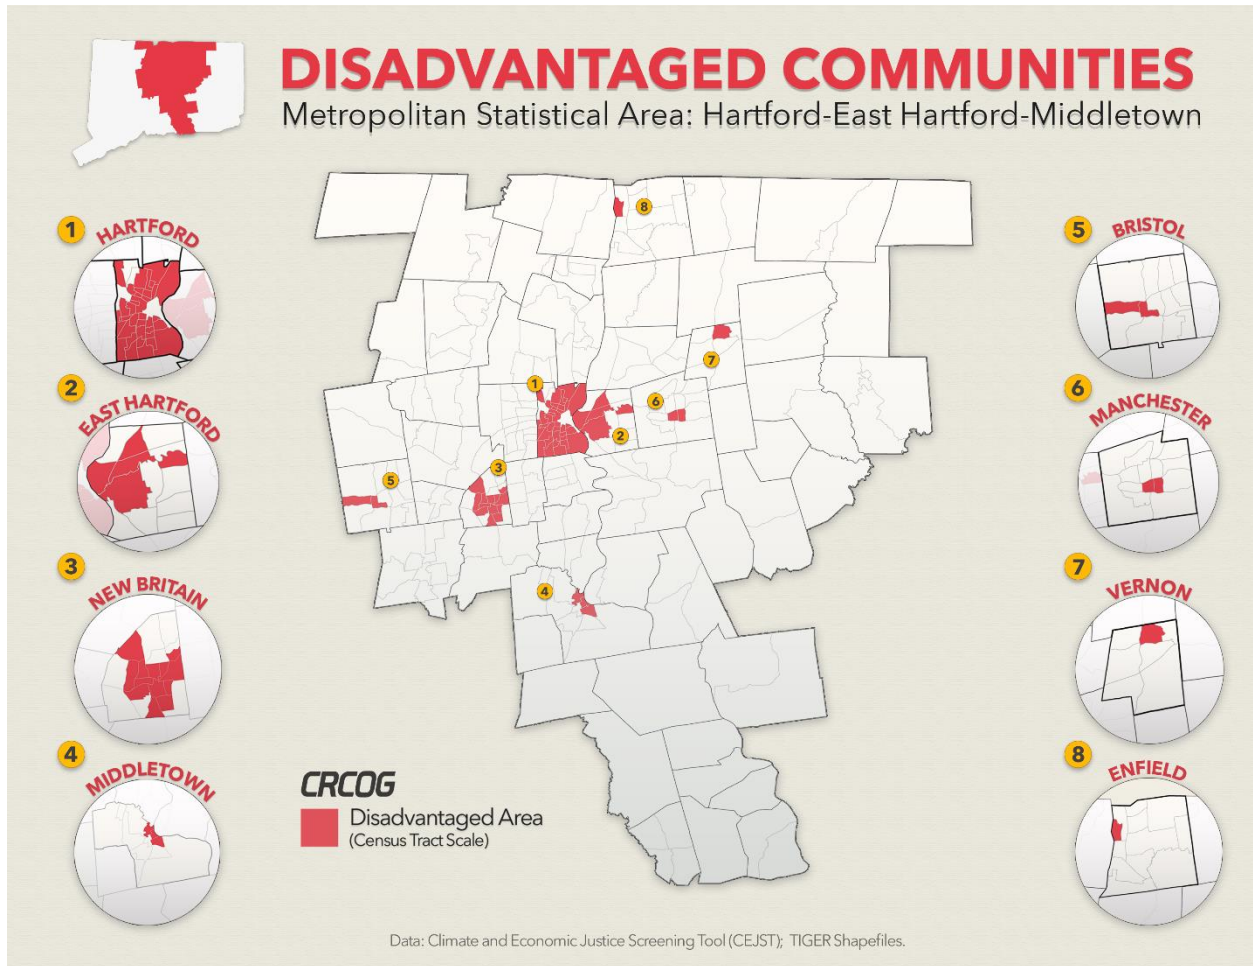 DISADVANTAGED COMMUNITIES
Metropolitan Statistical Area: Hartford-East Hartford-Middletown
1
HARTFORD
2
EAST HARTFORD
3
NEW BRITAIN
4
MIDDLETOWN
8
7
1
6
2
3
5
4
5
BRISTOL
6
MANCHESTER
7
VERNON
8
ENFIELD
CRCOG
Disadvantaged Area
(Census Tract Scale)
Data: Climate and Economic Justice Screening Tool (CEJST); TIGER Shapefiles.